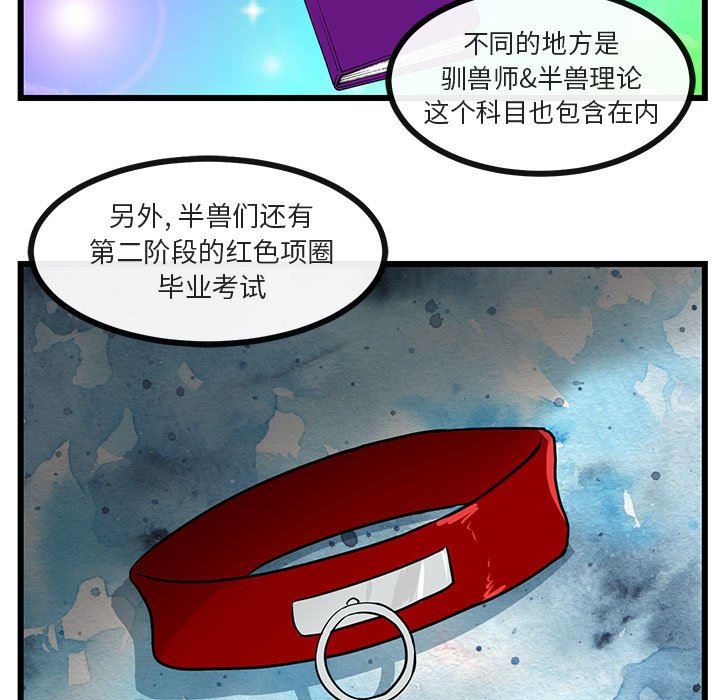 不同的地方是
驯兽师&半兽理论
这个科目也包含在内
另外, 半兽们还有
第二阶段的红色项圈
毕业考试